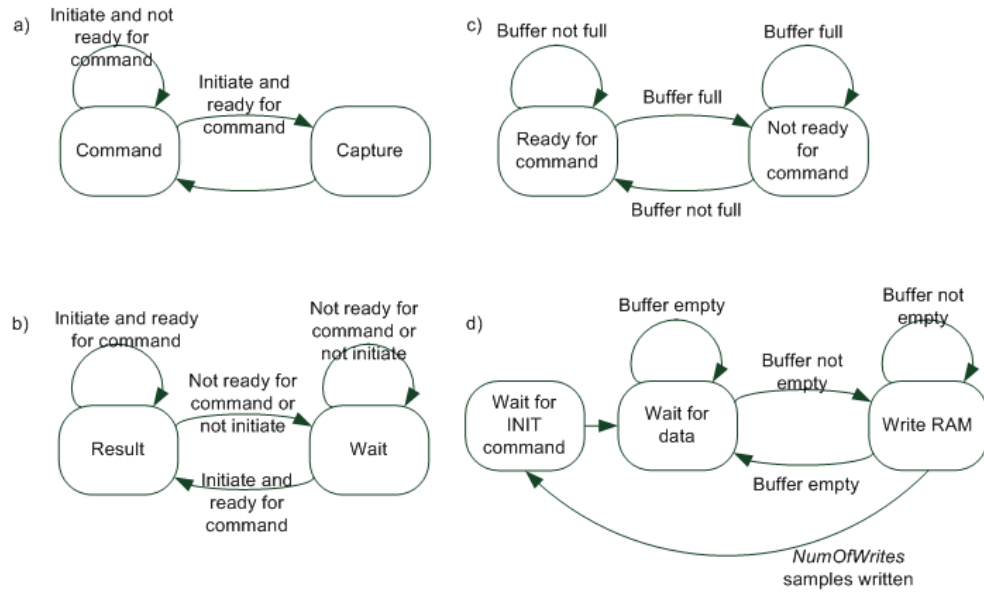 a)
Initiate and not
ready for
command
Initiate and
ready for
command
Command
Capture
c)
Buffer not full
Buffer full
Buffer full
Ready for
command
Not ready
for
command
Buffer not full
b)
Initiate and ready
for command
Not ready for
command or
not initiate
Not ready for
command or
not initiate
Result
Wait
Initiate and
ready for
command
d)
Buffer empty
Buffer not
empty
Buffer not
empty
Wait for
INIT
command
Wait for
data
Write RAM
Buffer empty
NumOfWrites
samples written